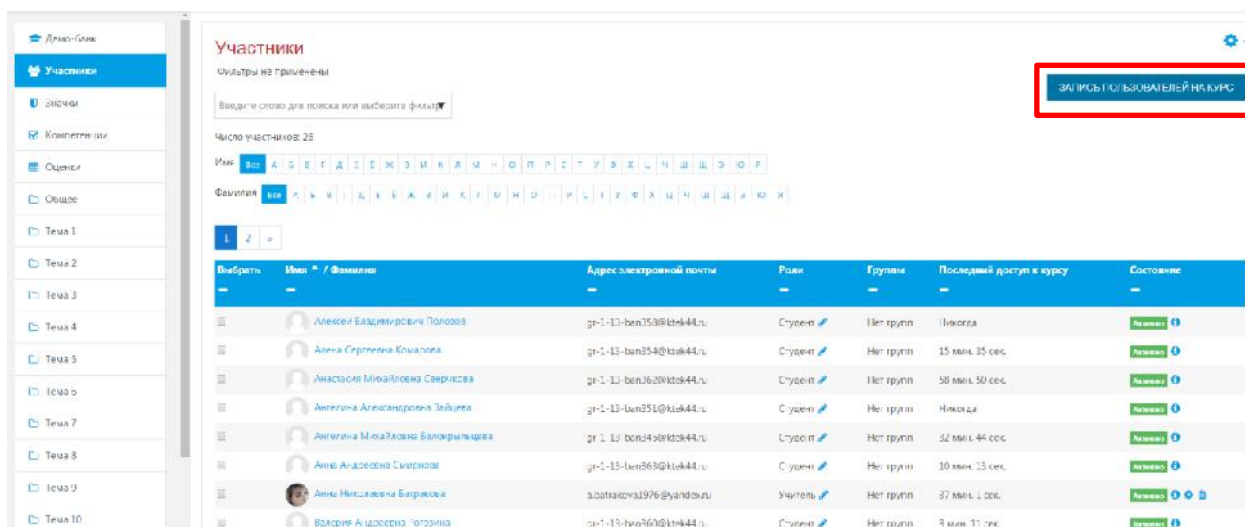 Демо-банк
Участники
Значки
Компетенции
Оценки
Общее
Тема 1
Тема 2
Тема 3
Тема 4
Тема 5
Тема 6
Тема 7
Тема 8
Тема 9
Тема 10
Участники
Фильтры не применены
ЗАПИСЬ ПОЛЬЗОВАТЕЛЕЙ НА КУРС
Введите слово для поиска или выберите фильтр ▼
Число участников: 26
Имя Все А Б В Г Д Е Ё Ж З И К Л М Н О П Р С Т У Ф Х Ц Ч Ш Щ Э Ю Я
Фамилия Все А Б В Г Д Е Ё Ж З И К Л М Н О П Р С Т У Ф Х Ц Ч Ш Щ Э Ю Я
1 2 »
Выбрать Имя / Фамилия Адрес электронной почты Роли Группы Последний доступ к курсу Состояние
Алексей Владимирович Полозов gr-1-13-ban358@ktek44.ru Студент Нет групп Никогда Активно
Алена Сергеевна Комарова gr-1-13-ban354@ktek44.ru Студент Нет групп 15 мин. 35 сек. Активно
Анастасия Михайловна Сверчкова gr-1-13-ban362@ktek44.ru Студент Нет групп 58 мин. 50 сек. Активно
Ангелина Александровна Зайцева gr-1-13-ban351@ktek44.ru Студент Нет групп Никогда Активно
Ангелина Михайловна Белокрыльцева gr-1-13-ban345@ktek44.ru Студент Нет групп 32 мин. 44 сек. Активно
Анна Андреевна Смирнова gr-1-13-ban363@ktek44.ru Студент Нет групп 10 мин. 13 сек. Активно
Анна Николаевна Батракова a.batrakova1976@yandex.ru Учитель Нет групп 37 мин. 1 сек. Активно
Валерия Андреевна Рогозина gr-1-13-ban360@ktek44.ru Студент Нет групп 8 мин. 11 сек. Активно